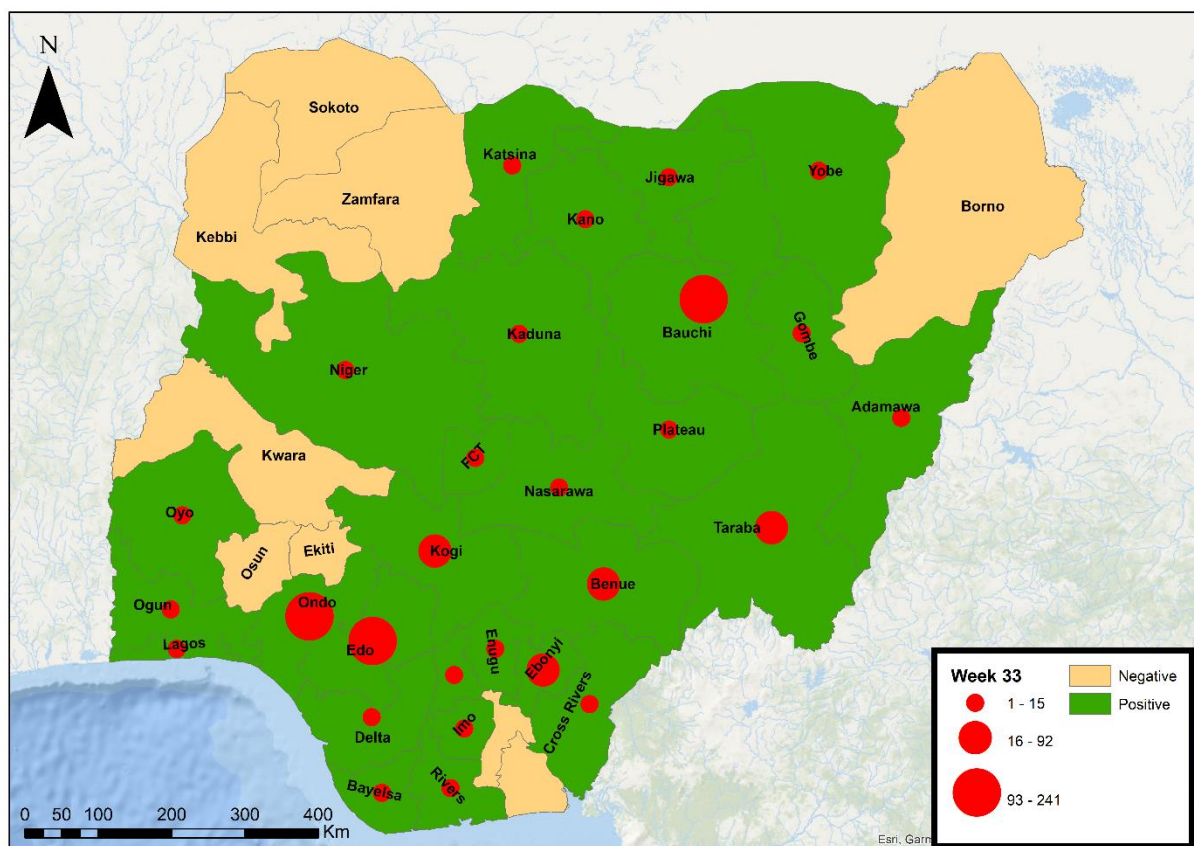 N
Sokoto
Katsina
Jigawa
Yobe
Zamfara
Borno
Kano
Kebbi
Bauchi
Gombe
Kaduna
Niger
Adamawa
Plateau
Kwara
FCT
Nasarawa
Oyo
Taraba
Osun
Ekiti
Kogi
Benue
Ogun
Ondo
Lagos
Edo
Enugu
Ebonyi
Cross Rivers
Delta
Imo
Bayelsa
Rivers
Week 33
1 - 15
16 - 92
93 - 241
Negative
Positive
0 50 100 200 300 400
Km
Esri, Garm